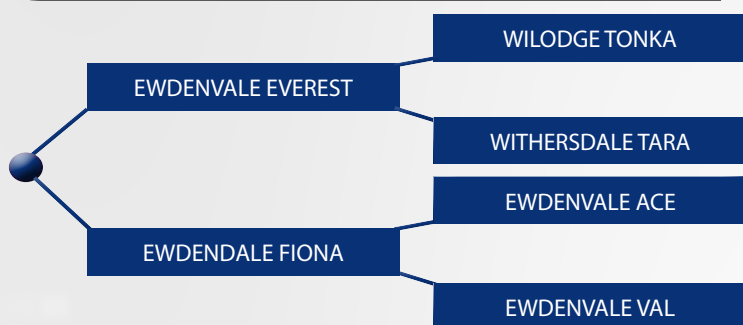 WILODGE TONKA
EWDENVALE EVEREST
WITHERSDALE TARA
EWDENVALE ACE
EWDENDALE FIONA
EWDENVALE VAL